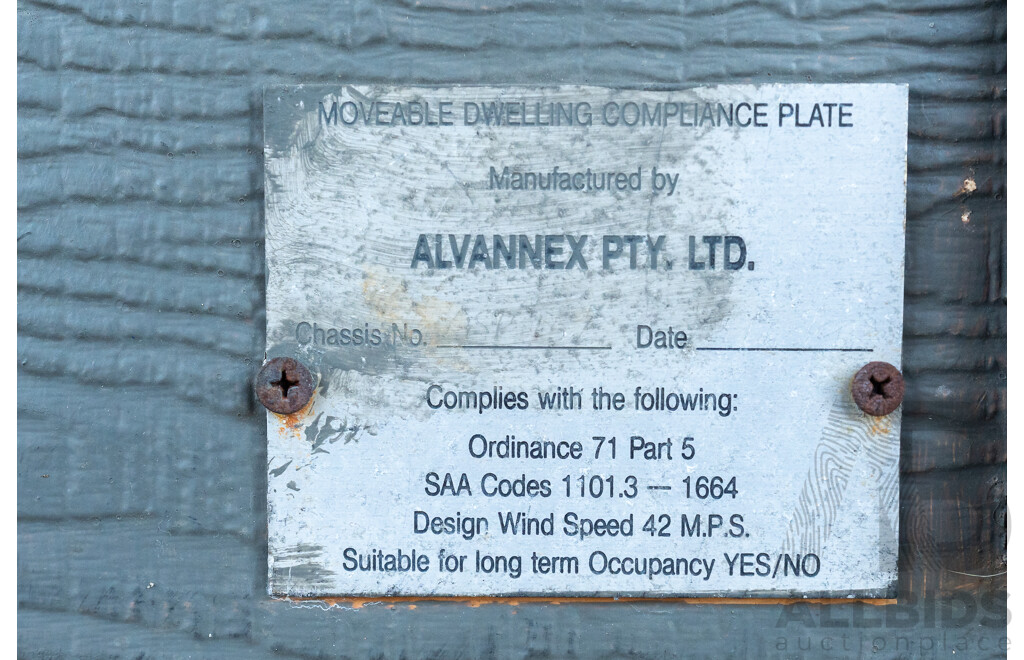 MOVEABLE DWELLING COMPLIANCE PLATE
Manufactured by
ALVANNEX PTY. LTD.
Chassis No. ____________ Date ____________
Complies with the following:
Ordinance 71 Part 5
SAA Codes 1101.3 — 1664
Design Wind Speed 42 M.P.S.
Suitable for long term Occupancy YES/NO
ALLBIDS
auctionplace